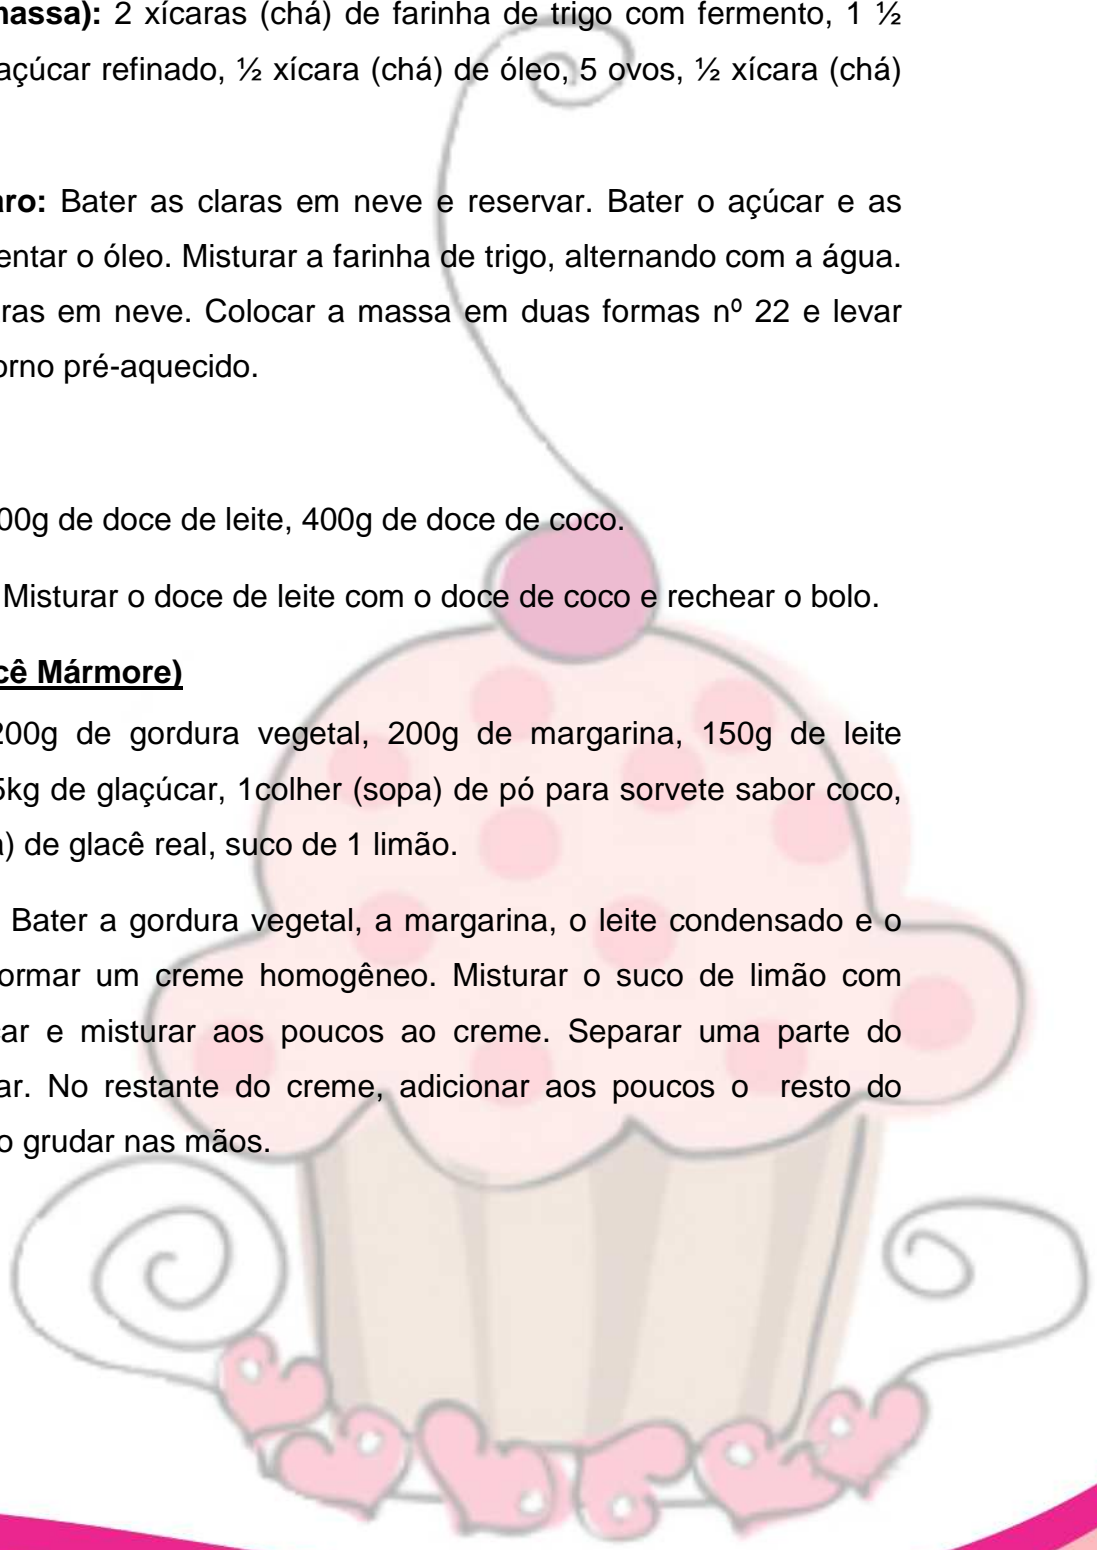 nassa): 2 xícaras (chá) de farinha de trigo com fermento, 1 ½
açúcar refinado, ½ xícara (chá) de óleo, 5 ovos, ½ xícara (chá)
aro: Bater as claras em neve e reservar. Bater o açúcar e as
entar o óleo. Misturar a farinha de trigo, alternando com a água.
ras em neve. Colocar a massa em duas formas nº 22 e levar
orno pré-aquecido.
00g de doce de leite, 400g de doce de coco.
Misturar o doce de leite com o doce de coco e rechear o bolo.
cê Mármore)
200g de gordura vegetal, 200g de margarina, 150g de leite
5kg de glaçúcar, 1colher (sopa) de pó para sorvete sabor coco,
a) de glacê real, suco de 1 limão.
Bater a gordura vegetal, a margarina, o leite condensado e o
ormar um creme homogêneo. Misturar o suco de limão com
car e misturar aos poucos ao creme. Separar uma parte do
ar. No restante do creme, adicionar aos poucos o resto do
o grudar nas mãos.